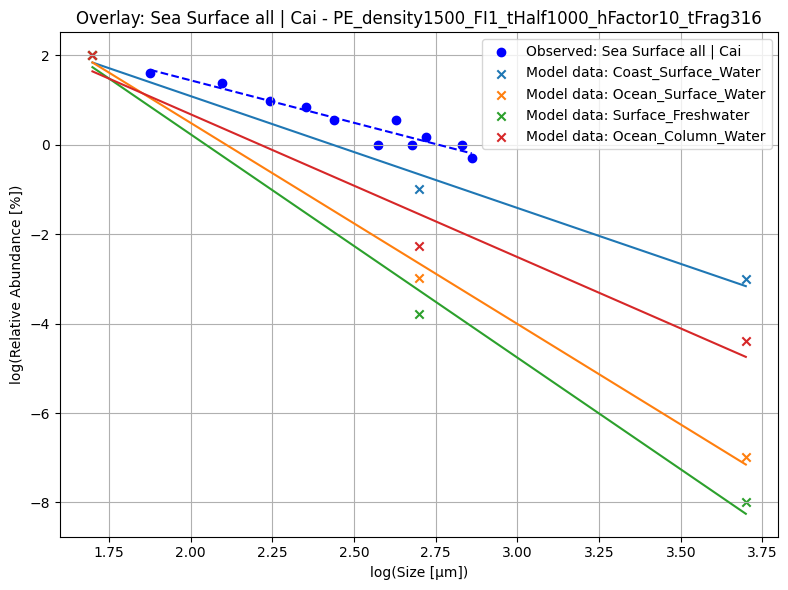 Overlay: Sea Surface all | Cai - PE_density1500_FI1_tHalf1000_hFactor10_tFrag316
Observed: Sea Surface all | Cai
Model data: Coast_Surface_Water
Model data: Ocean_Surface_Water
Model data: Surface_Freshwater
Model data: Ocean_Column_Water
log(Relative Abundance [%])
2
0
−2
−4
−6
−8
1.75 2.00 2.25 2.50 2.75 3.00 3.25 3.50 3.75
log(Size [μm])